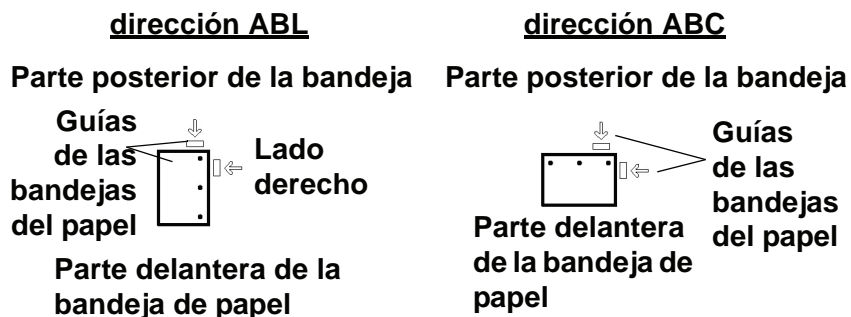 dirección ABL
Parte posterior de la bandeja
Guías
de las
bandejas
del papel
Lado
derecho
Parte delantera de la
bandeja de papel
dirección ABC
Parte posterior de la bandeja
Guías
de las
bandejas
del papel
Parte delantera
de la bandeja de
papel